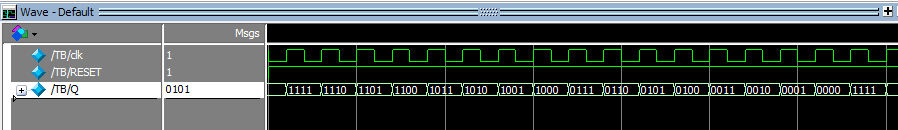 Wave - Default
Msgs
/TB/clk 1
/TB/RESET 1
/TB/Q 0101 1111 1110 1101 1100 1011 1010 1001 1000 0111 0110 0101 0100 0011 0010 0001 0000 1111